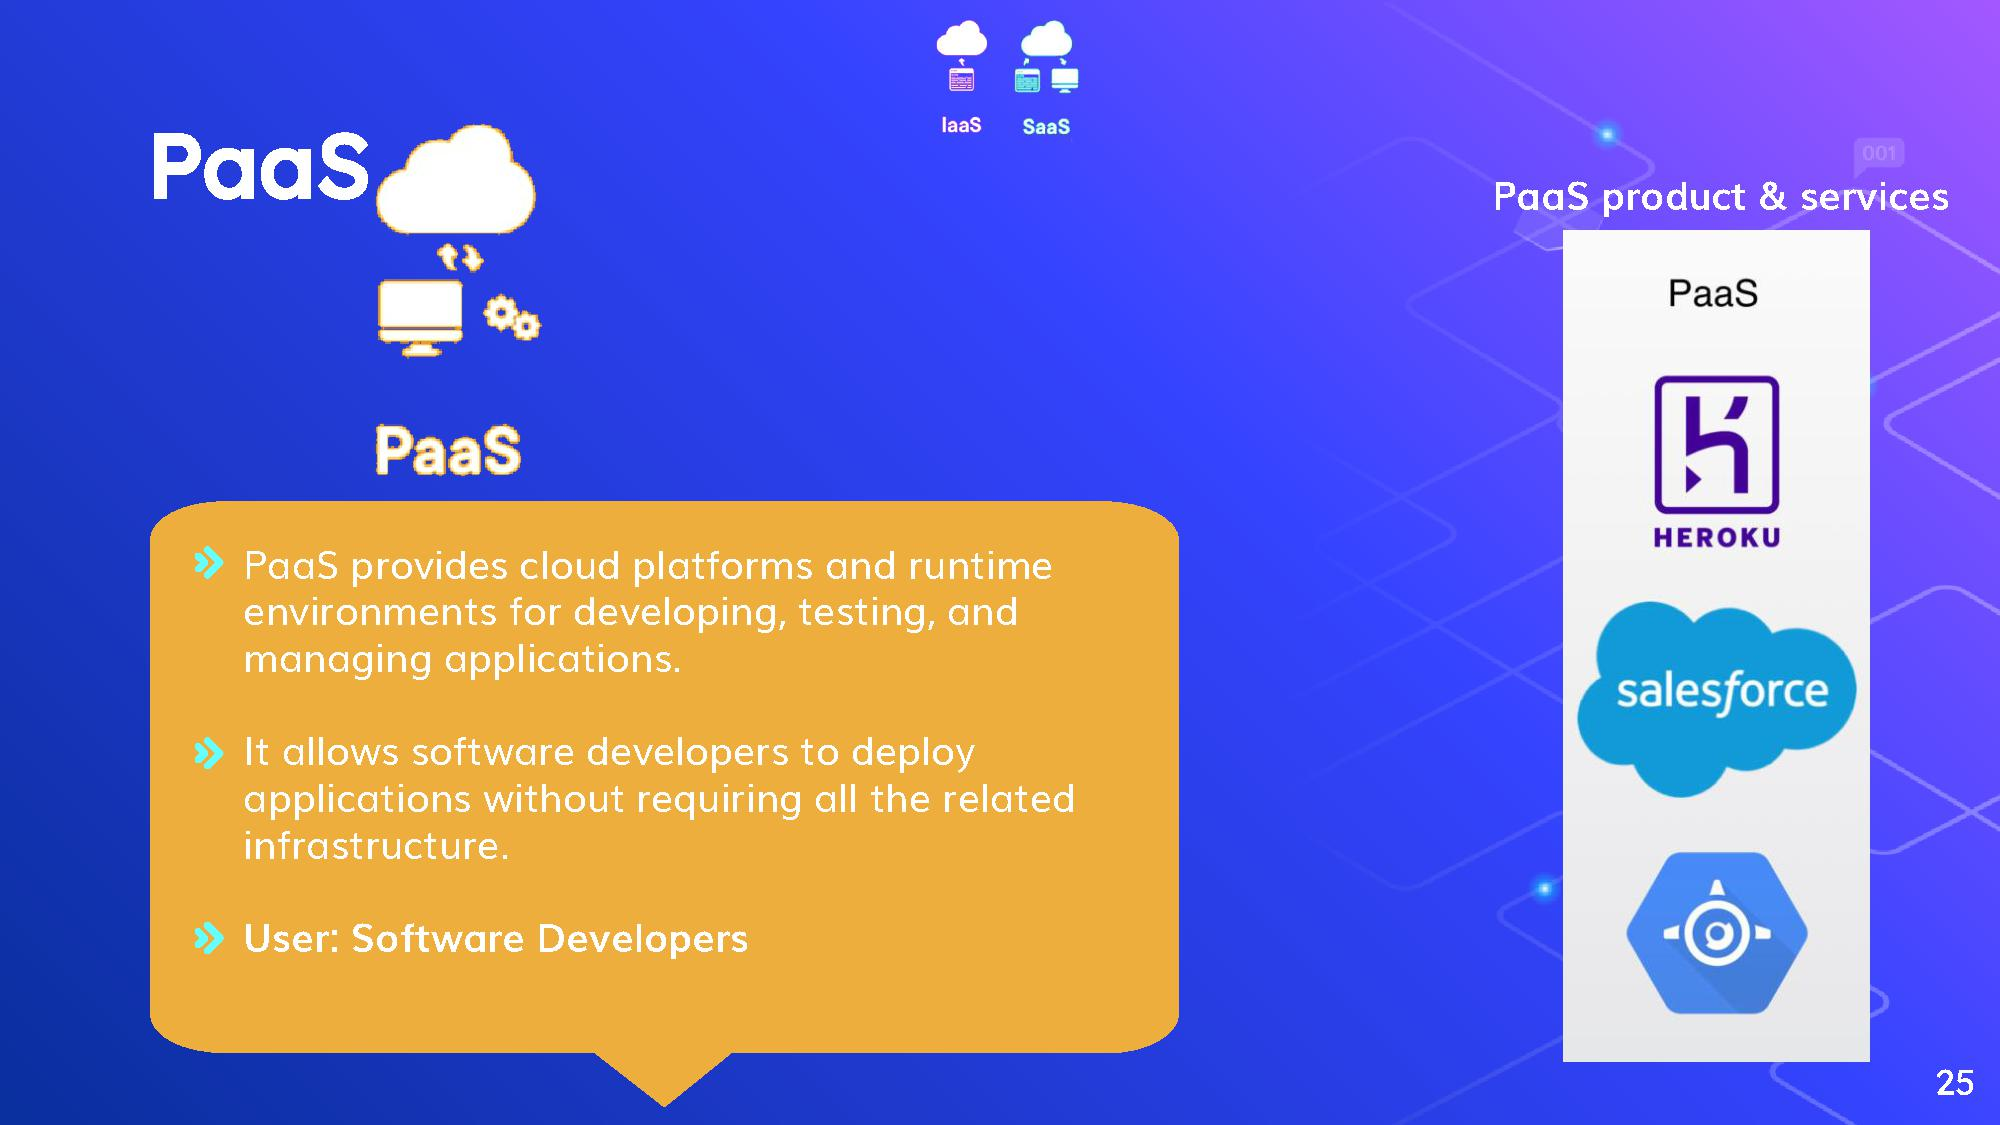 IaaS
SaaS
PaaS
001
PaaS product & services
PaaS
PaaS
HEROKU
salesforce
PaaS provides cloud platforms and runtime
environments for developing, testing, and
managing applications.
It allows software developers to deploy
applications without requiring all the related
infrastructure.
User: Software Developers
25